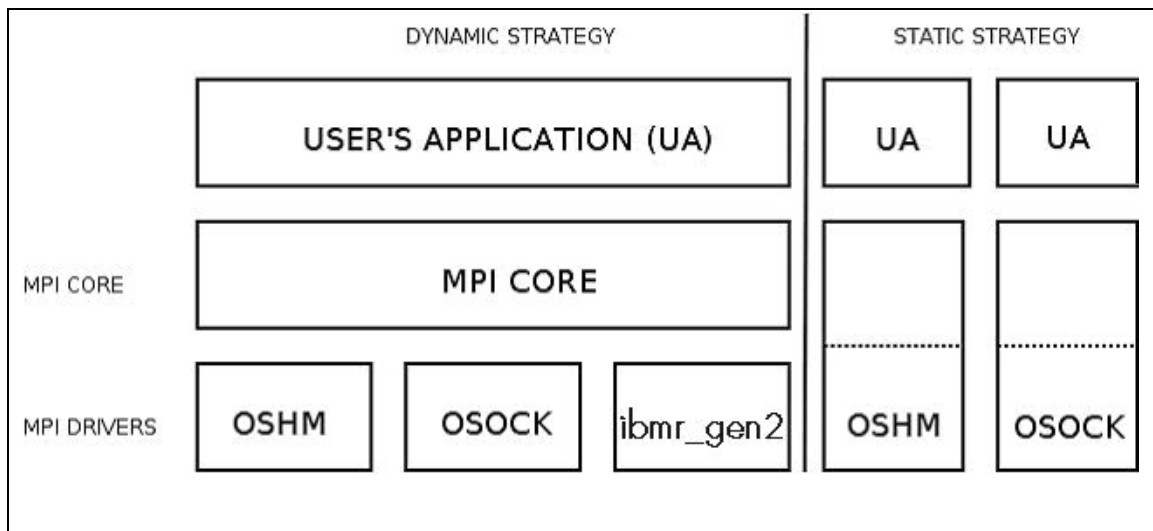 DYNAMIC STRATEGY
STATIC STRATEGY
USER'S APPLICATION (UA)
UA
UA
MPI CORE
MPI CORE
MPI DRIVERS
OSHM
OSOCK
ibmr_gen2
OSHM
OSOCK